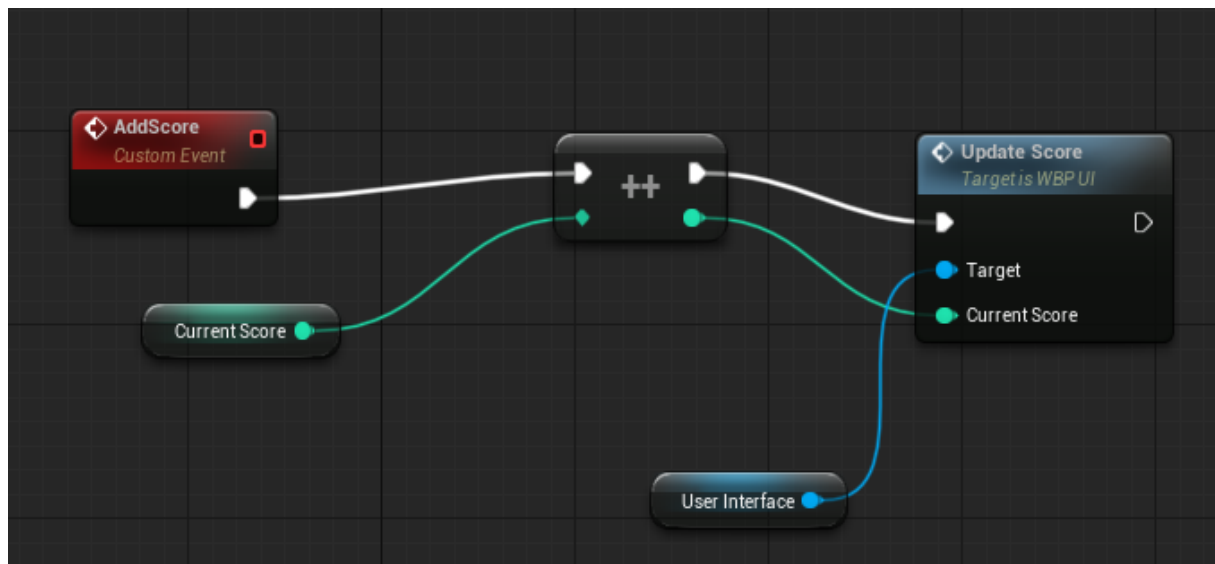 AddScore
Custom Event
++
Update Score
Target is WBP UI
Target
Current Score
Current Score
User Interface